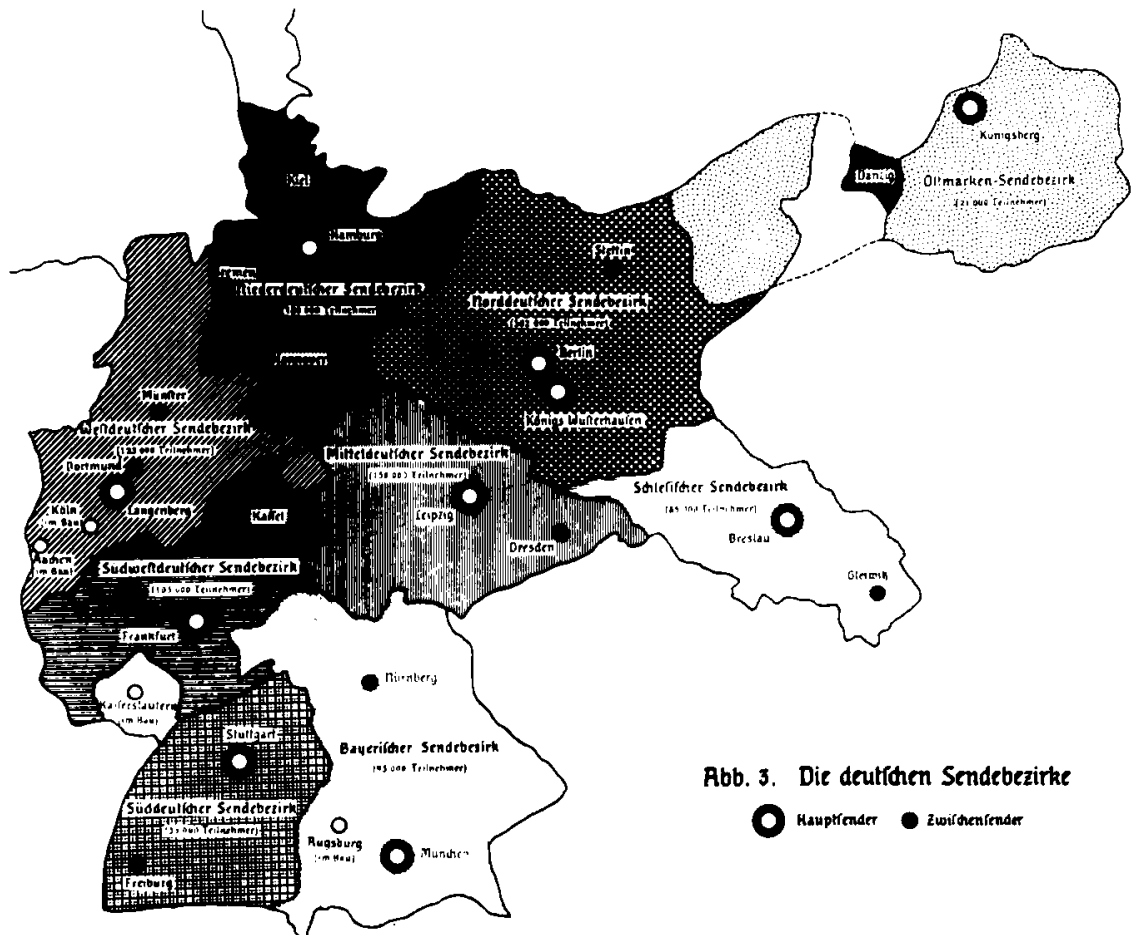 Königsberg
Danzig
Ostmarken-Sendebezirk
Kiel
Hamburg
Niederdeutscher Sendebezirk
Stettin
Norddeutscher Sendebezirk
Berlin
Königs Wusterhausen
Münster
Westdeutscher Sendebezirk
Dortmund
Langenberg
Köln
(im Bau)
Aachen
(im Bau)
Mitteldeutscher Sendebezirk
Leipzig
Dresden
Kassel
Südwestdeutscher Sendebezirk
Frankfurt
Schlesischer Sendebezirk
Breslau
Gleiwitz
Kaiserslautern
(im Bau)
Nürnberg
Stuttgart
Bayerischer Sendebezirk
Süddeutscher Sendebezirk
Augsburg
(im Bau)
München
Freiburg
Abb. 3. Die deutschen Sendebezirke
Hauptsender
Zwischensender